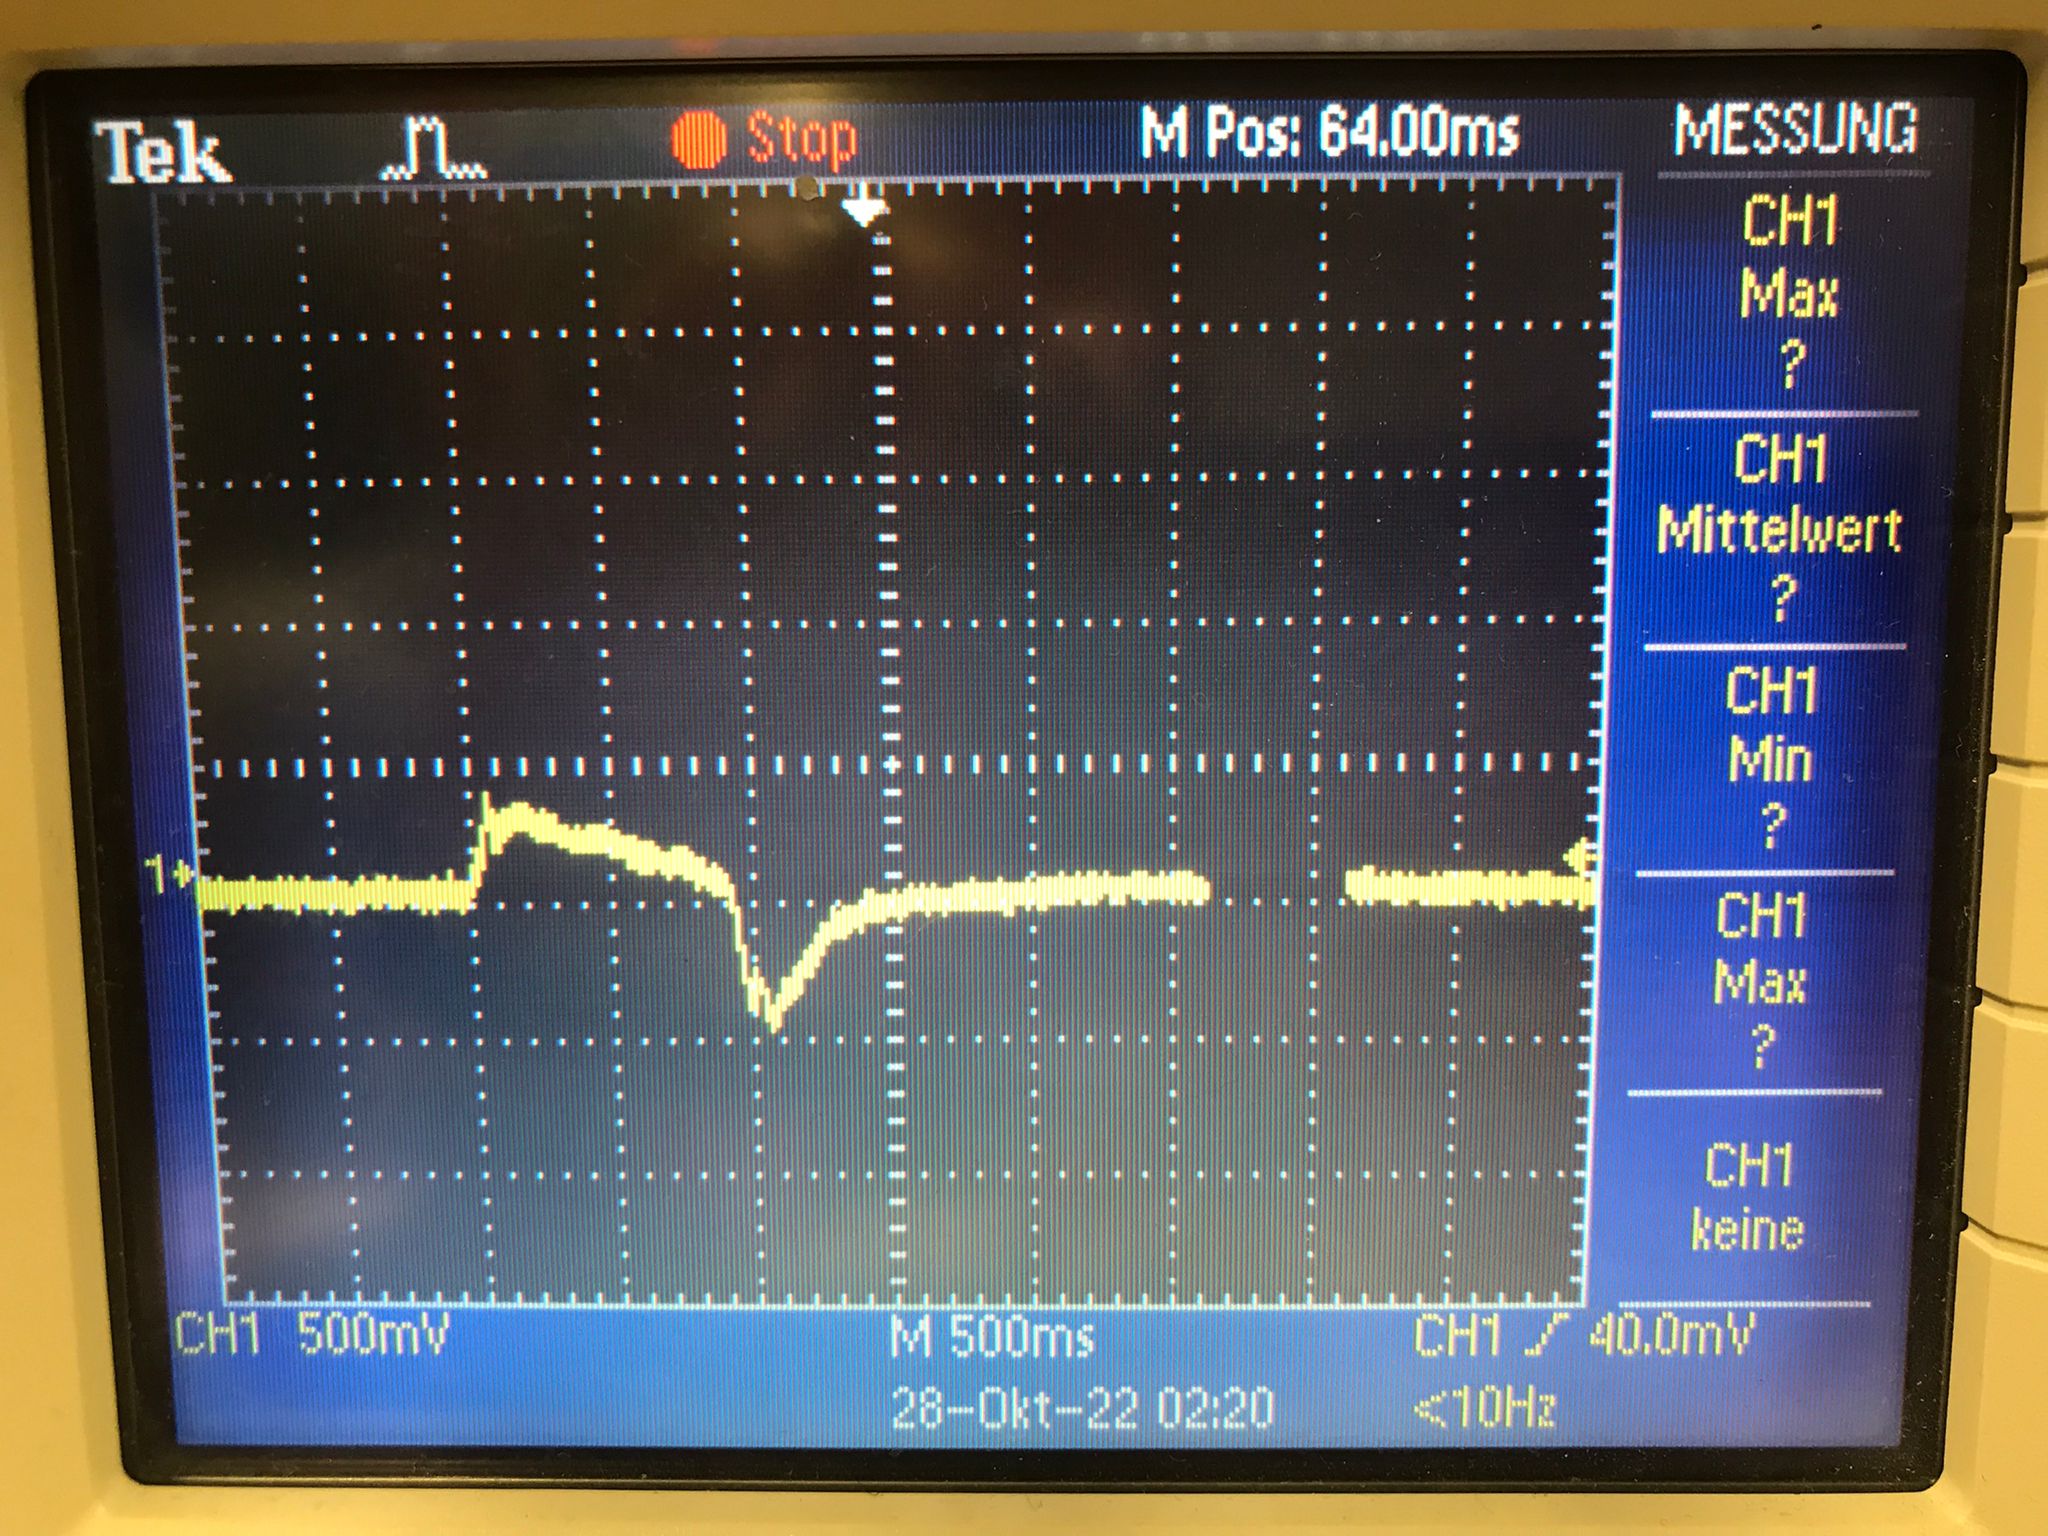 Tek Stop M Pos: 64.00ms MESSUNG
CH1
Max
?
CH1
Mittelwert
?
CH1
Min
?
CH1
Max
?
CH1
keine
1
CH1 500mV M 500ms CH1 40.0mV
28-Okt-22 02:20 <10Hz